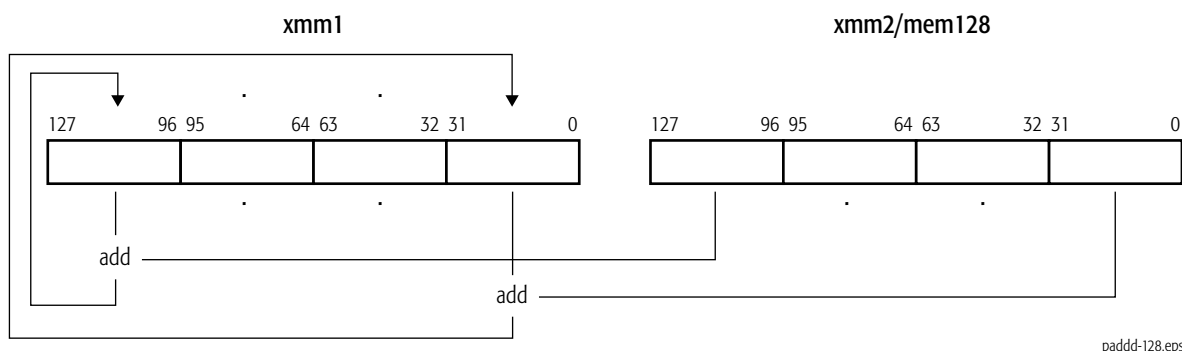 xmm1 xmm2/mem128
. .
127 96 95 64 63 32 31 0 127 96 95 64 63 32 31 0
. . . .
add
add
paddd-128.eps